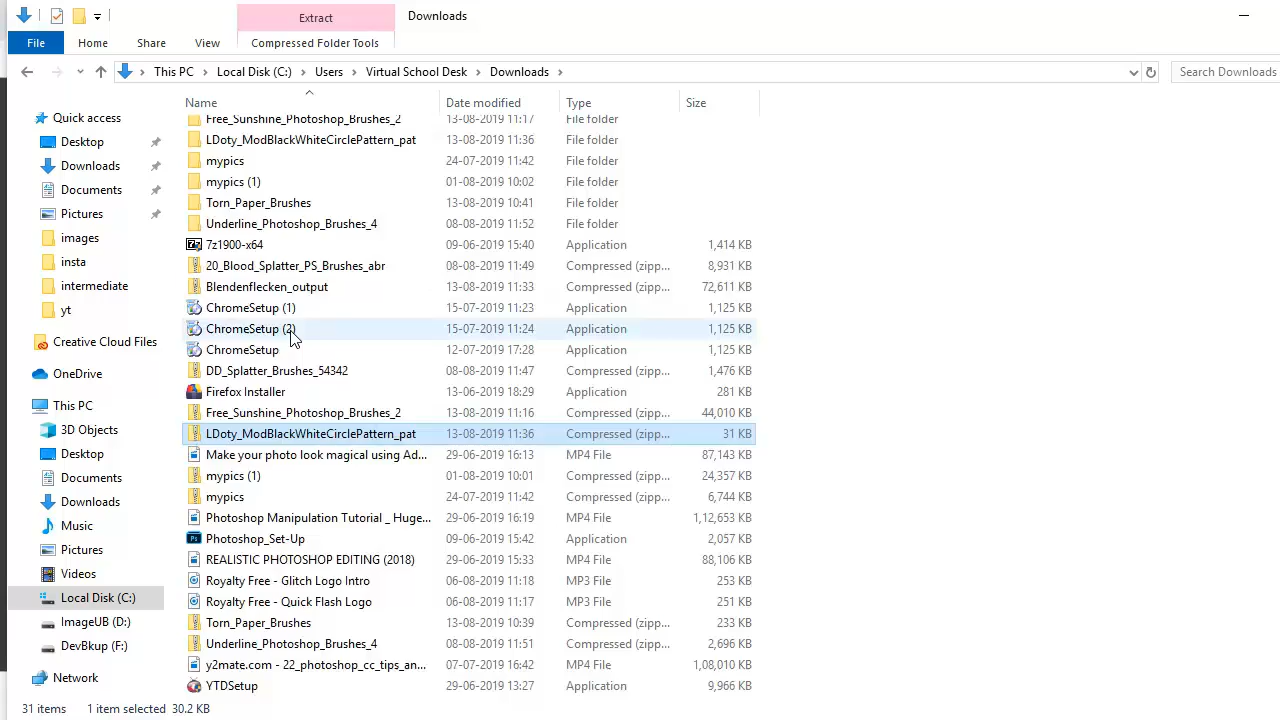 Extract
Downloads
File
Home
Share
View
Compressed Folder Tools
This PC
Local Disk (C:)
Users
Virtual School Desk
Downloads
Search Downloads
Name
Date modified
Type
Size
Quick access
Desktop
Downloads
Documents
Pictures
images
insta
intermediate
yt
Creative Cloud Files
OneDrive
This PC
3D Objects
Desktop
Documents
Downloads
Music
Pictures
Videos
Local Disk (C:)
ImageUB (D:)
DevBkup (F:)
Network
Free_Sunshine_Photoshop_Brushes_2 13-08-2019 11:17 File folder
LDoty_ModBlackWhiteCirclePattern_pat 13-08-2019 11:36 File folder
mypics 24-07-2019 11:42 File folder
mypics (1) 01-08-2019 10:02 File folder
Torn_Paper_Brushes 13-08-2019 10:41 File folder
Underline_Photoshop_Brushes_4 08-08-2019 11:52 File folder
7z1900-x64 09-06-2019 15:40 Application 1,414 KB
20_Blood_Splatter_PS_Brushes_abr 08-08-2019 11:49 Compressed (zipp... 8,931 KB
Blendenflecken_output 13-08-2019 11:33 Compressed (zipp... 72,611 KB
ChromeSetup (1) 15-07-2019 11:23 Application 1,125 KB
ChromeSetup (2) 15-07-2019 11:24 Application 1,125 KB
ChromeSetup 12-07-2019 17:28 Application 1,125 KB
DD_Splatter_Brushes_54342 08-08-2019 11:47 Compressed (zipp... 1,476 KB
Firefox Installer 13-06-2019 18:29 Application 281 KB
Free_Sunshine_Photoshop_Brushes_2 13-08-2019 11:16 Compressed (zipp... 44,010 KB
LDoty_ModBlackWhiteCirclePattern_pat 13-08-2019 11:36 Compressed (zipp... 31 KB
Make your photo look magical using Ad... 29-06-2019 16:13 MP4 File 87,143 KB
mypics (1) 01-08-2019 10:01 Compressed (zipp... 24,357 KB
mypics 24-07-2019 11:42 Compressed (zipp... 6,744 KB
Photoshop Manipulation Tutorial _ Huge... 29-06-2019 16:19 MP4 File 1,12,653 KB
Photoshop_Set-Up 09-06-2019 15:42 Application 2,057 KB
REALISTIC PHOTOSHOP EDITING (2018) 29-06-2019 15:33 MP4 File 88,106 KB
Royalty Free - Glitch Logo Intro 06-08-2019 11:18 MP3 File 253 KB
Royalty Free - Quick Flash Logo 06-08-2019 11:17 MP3 File 251 KB
Torn_Paper_Brushes 13-08-2019 10:39 Compressed (zipp... 233 KB
Underline_Photoshop_Brushes_4 08-08-2019 11:51 Compressed (zipp... 2,696 KB
y2mate.com - 22_photoshop_cc_tips_an... 07-07-2019 16:42 MP4 File 1,08,010 KB
YTDSetup 29-06-2019 13:27 Application 9,966 KB
31 items 1 item selected 30.2 KB